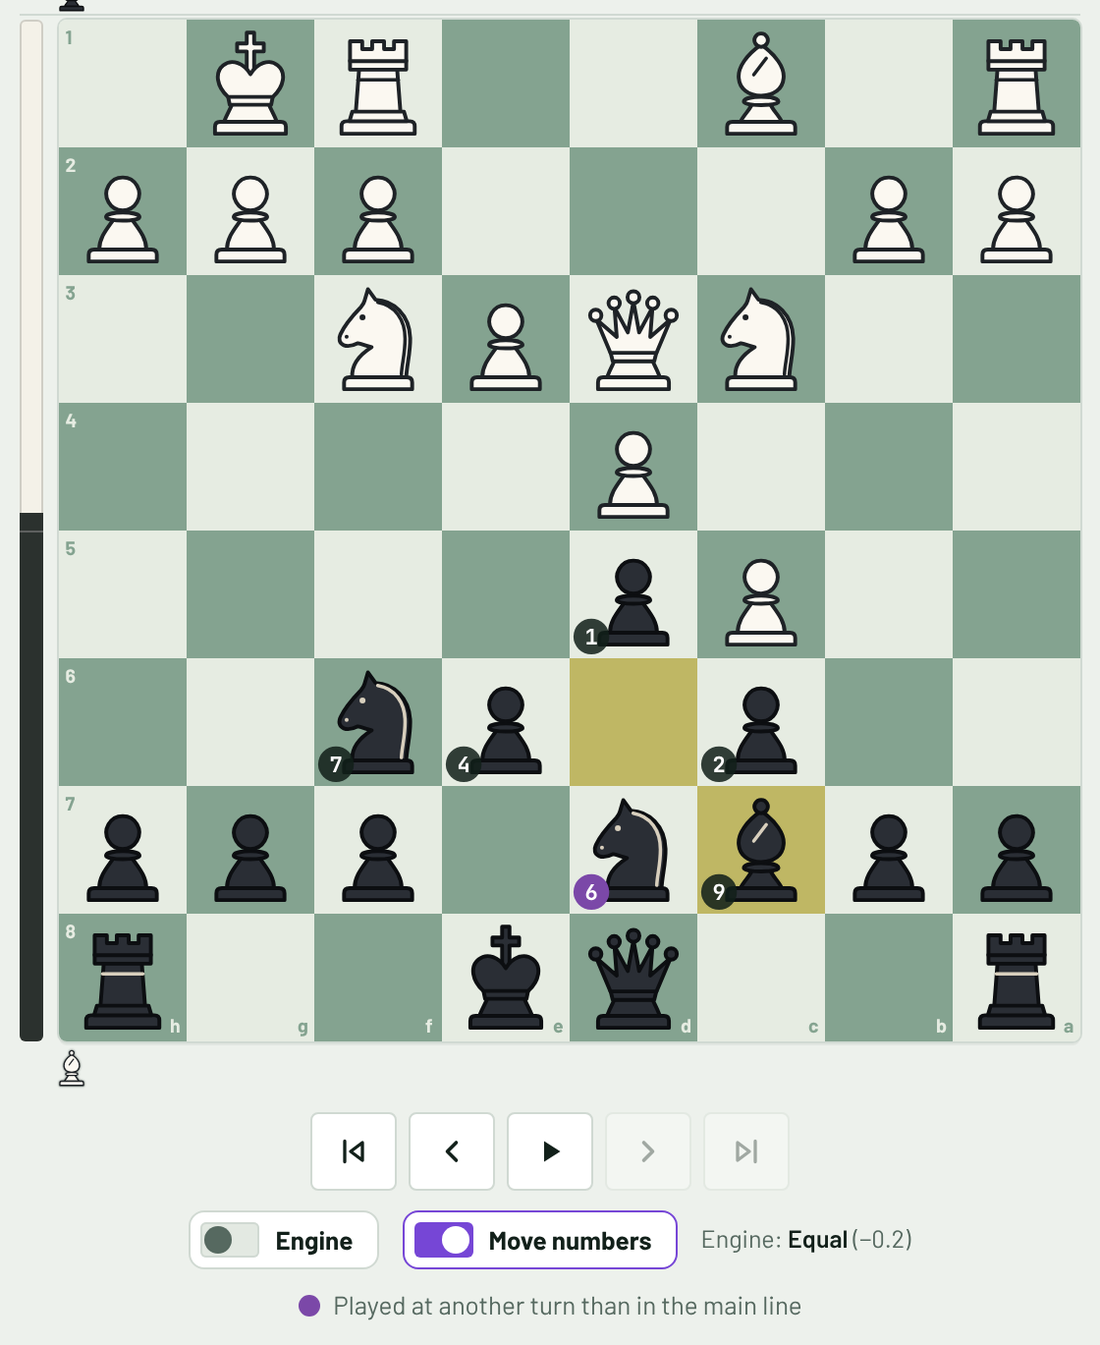 1
2
3
4
5
1
6
7
4
2
7
6
9
8
h g f e d c b a
Engine
Move numbers
Engine: Equal (−0.2)
Played at another turn than in the main line